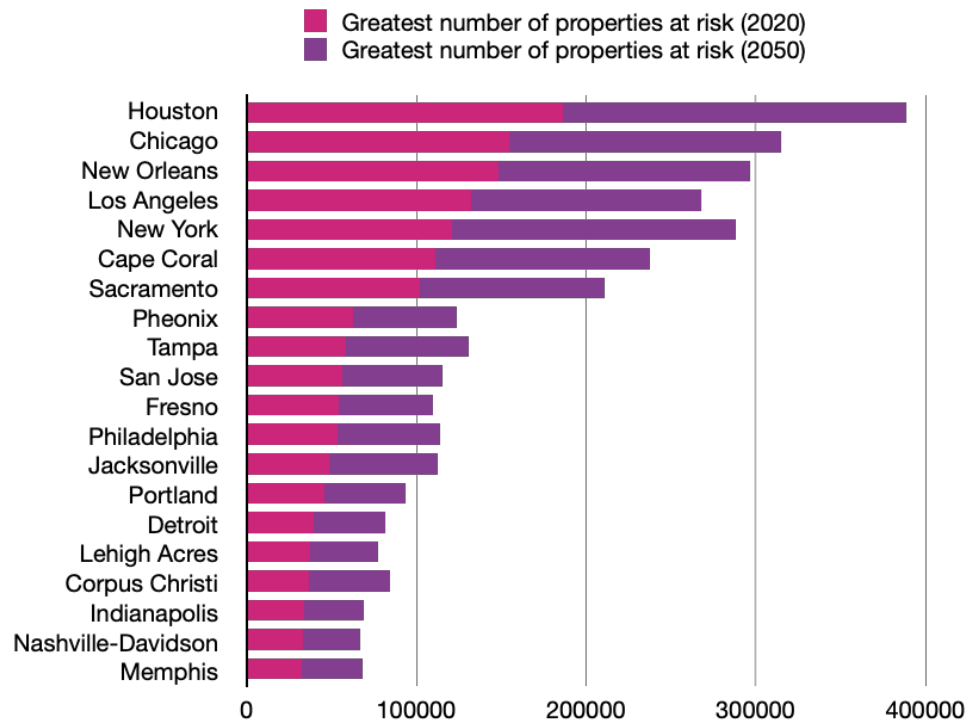 Greatest number of properties at risk (2020)
Greatest number of properties at risk (2050)
Houston
Chicago
New Orleans
Los Angeles
New York
Cape Coral
Sacramento
Pheonix
Tampa
San Jose
Fresno
Philadelphia
Jacksonville
Portland
Detroit
Lehigh Acres
Corpus Christi
Indianapolis
Nashville-Davidson
Memphis
0 100000 200000 300000 400000